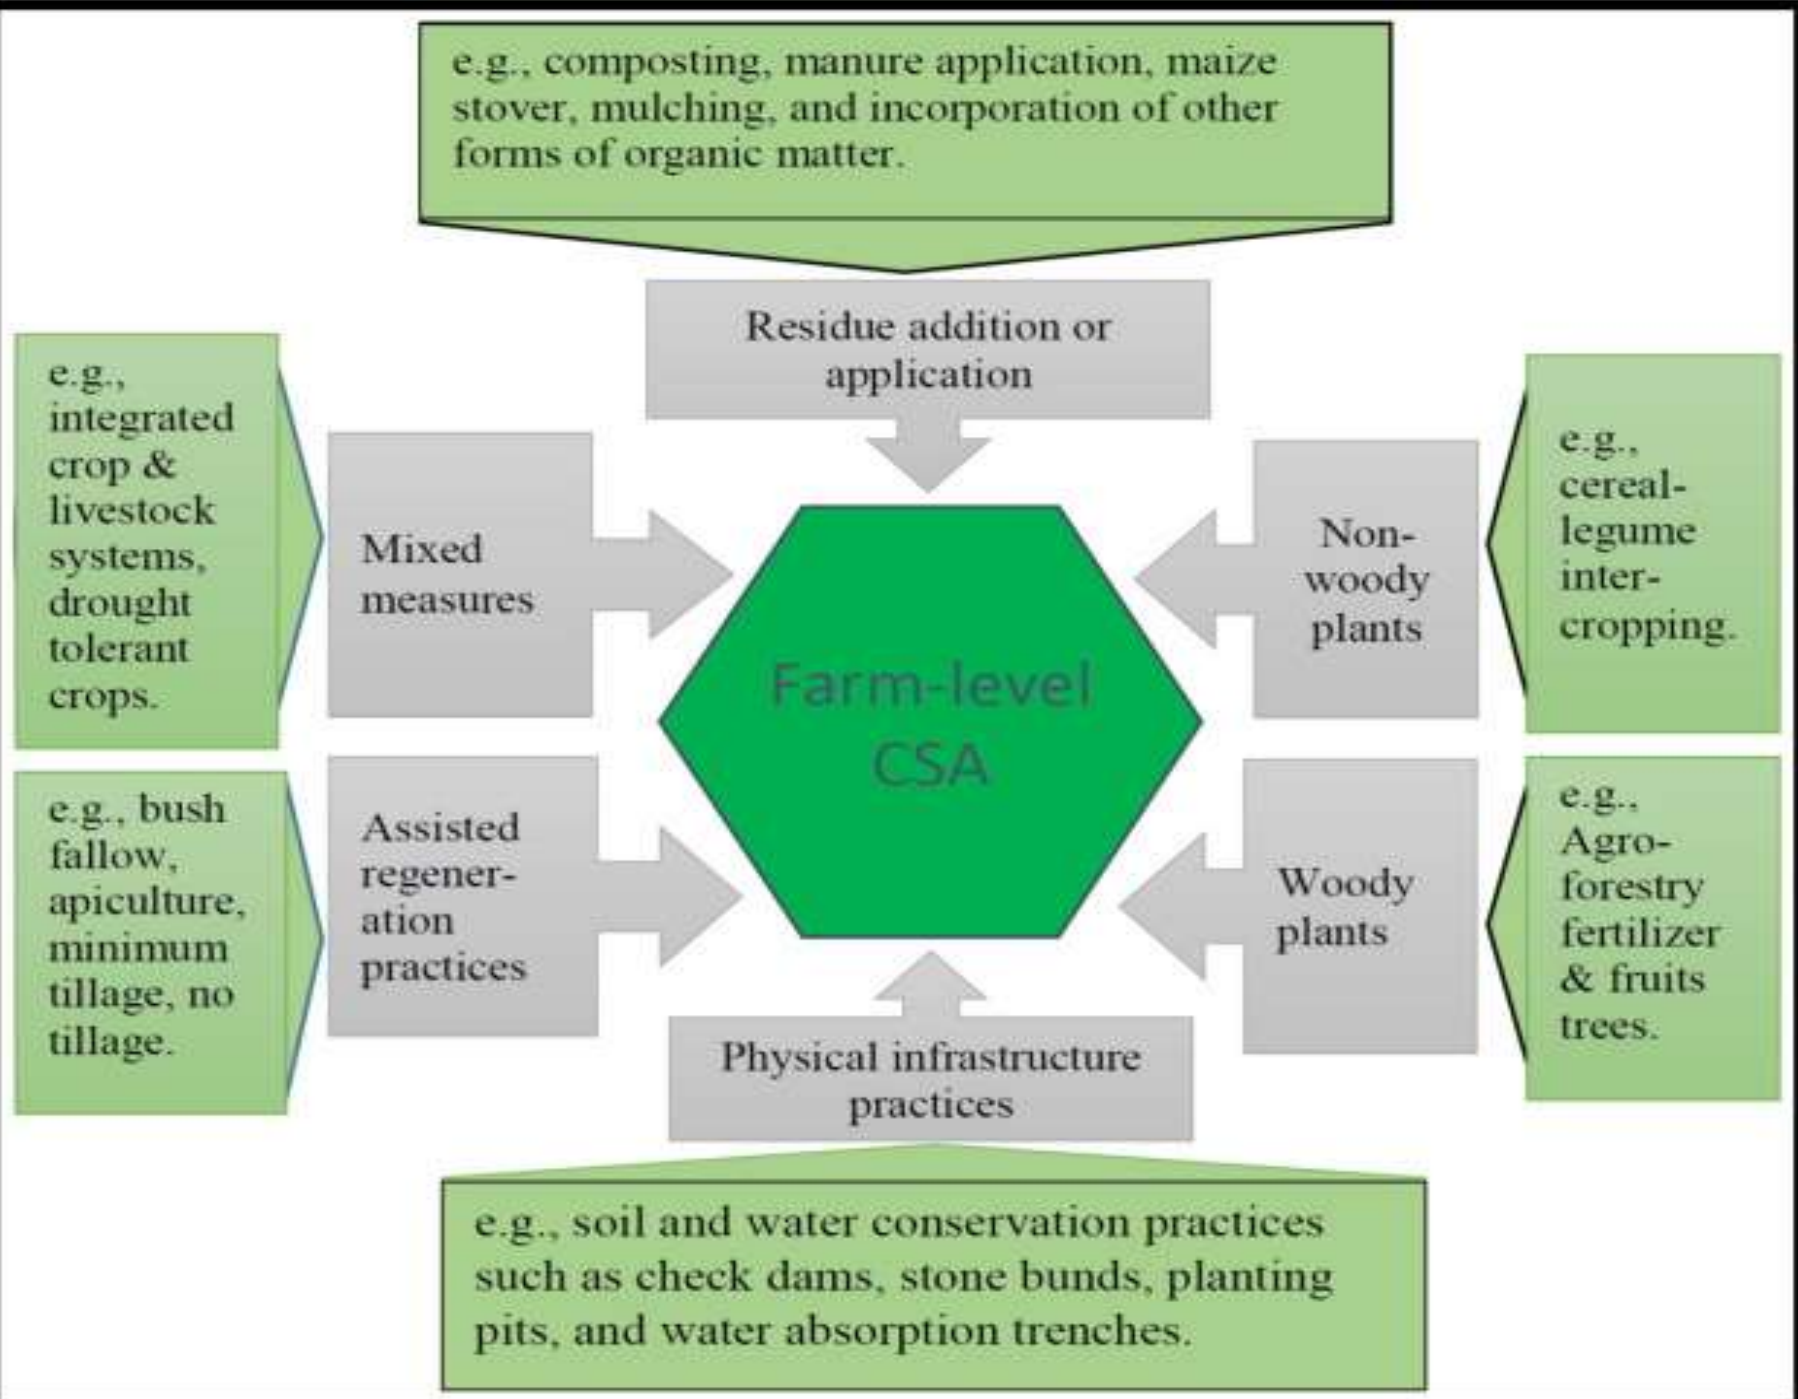 e.g., composting, manure application, maize
stover, mulching, and incorporation of other
forms of organic matter.
Residue addition or
application
e.g.,
integrated
crop &
livestock
systems,
drought
tolerant
crops.
Mixed
measures
Non-
woody
plants
e.g.,
cereal-
legume
inter-
cropping.
Farm-level
CSA
e.g., bush
fallow,
apiculture,
minimum
tillage, no
tillage.
Assisted
regener-
ation
practices
Woody
plants
e.g.,
Agro-
forestry
fertilizer
& fruits
trees.
Physical infrastructure
practices
e.g., soil and water conservation practices
such as check dams, stone bunds, planting
pits, and water absorption trenches.